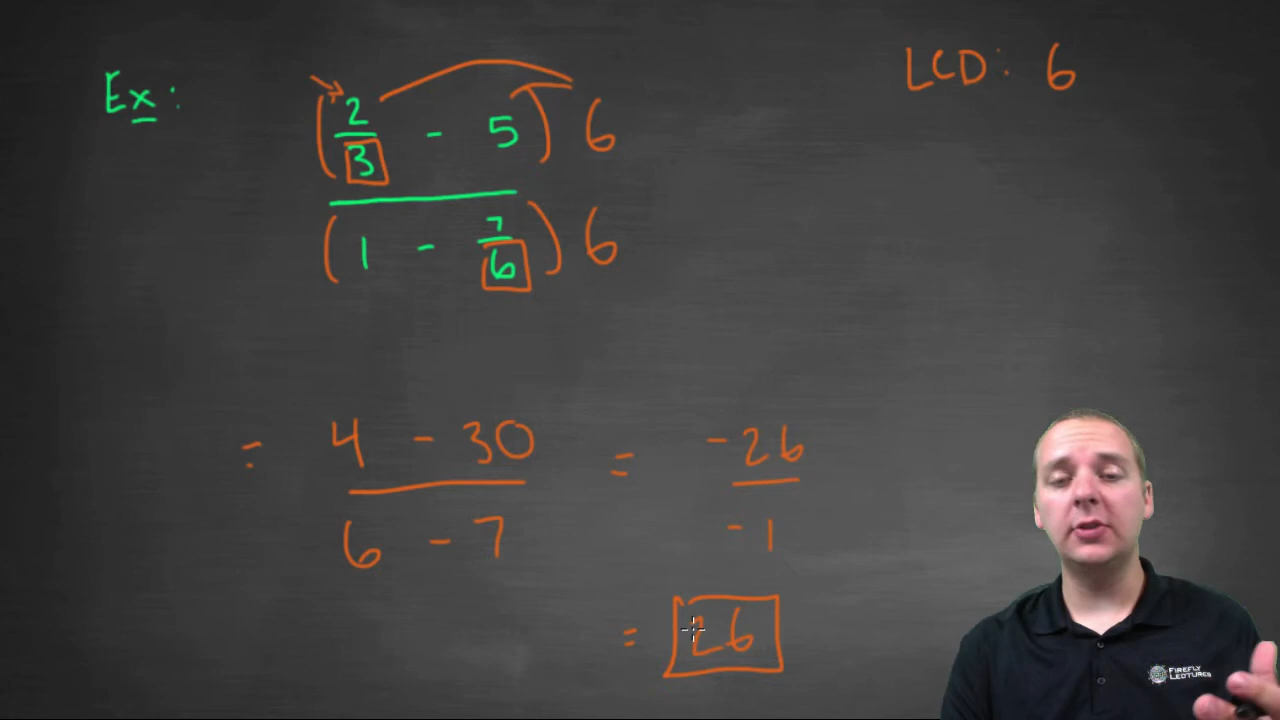 Ex:
LCD: 6
(2/3 - 5) 6
(1 - 7/6) 6
= 4 - 30 = -26
6 - 7 -1
= 26
FIREFLY
LECTURES